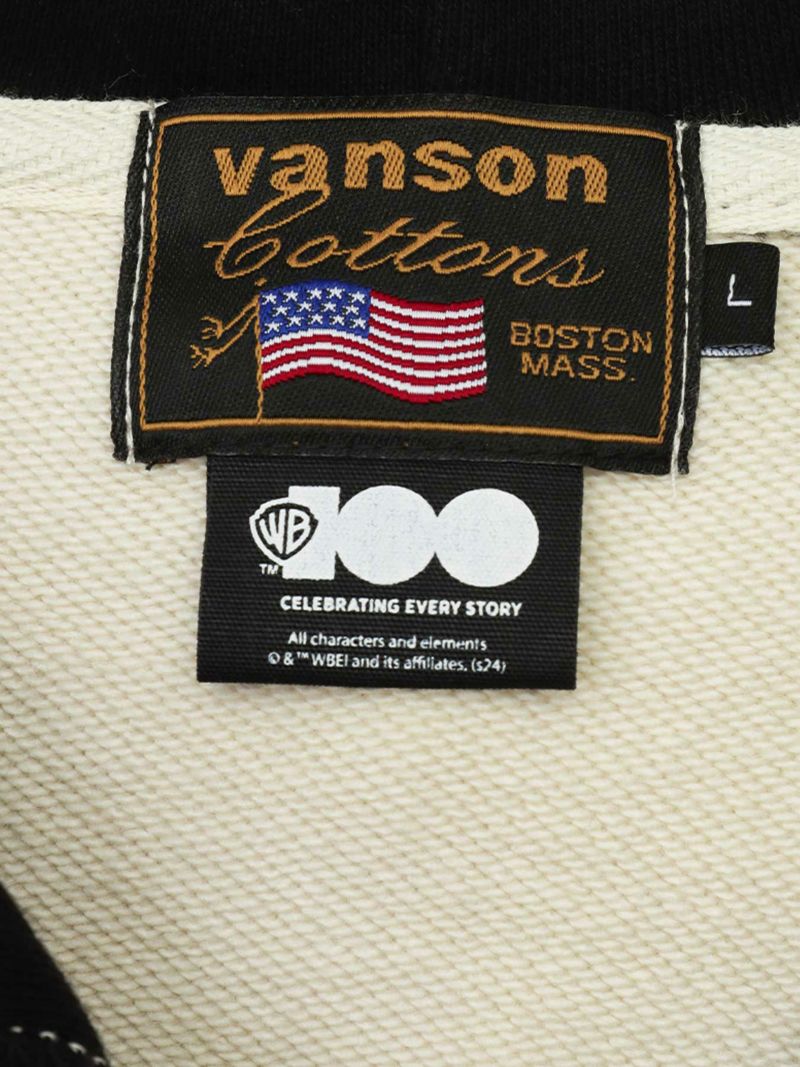 vanson
Cottons
BOSTON
MASS.
L
WB 100
TM
CELEBRATING EVERY STORY
All characters and elements
© & ™ WBEI and its affiliates. (s24)